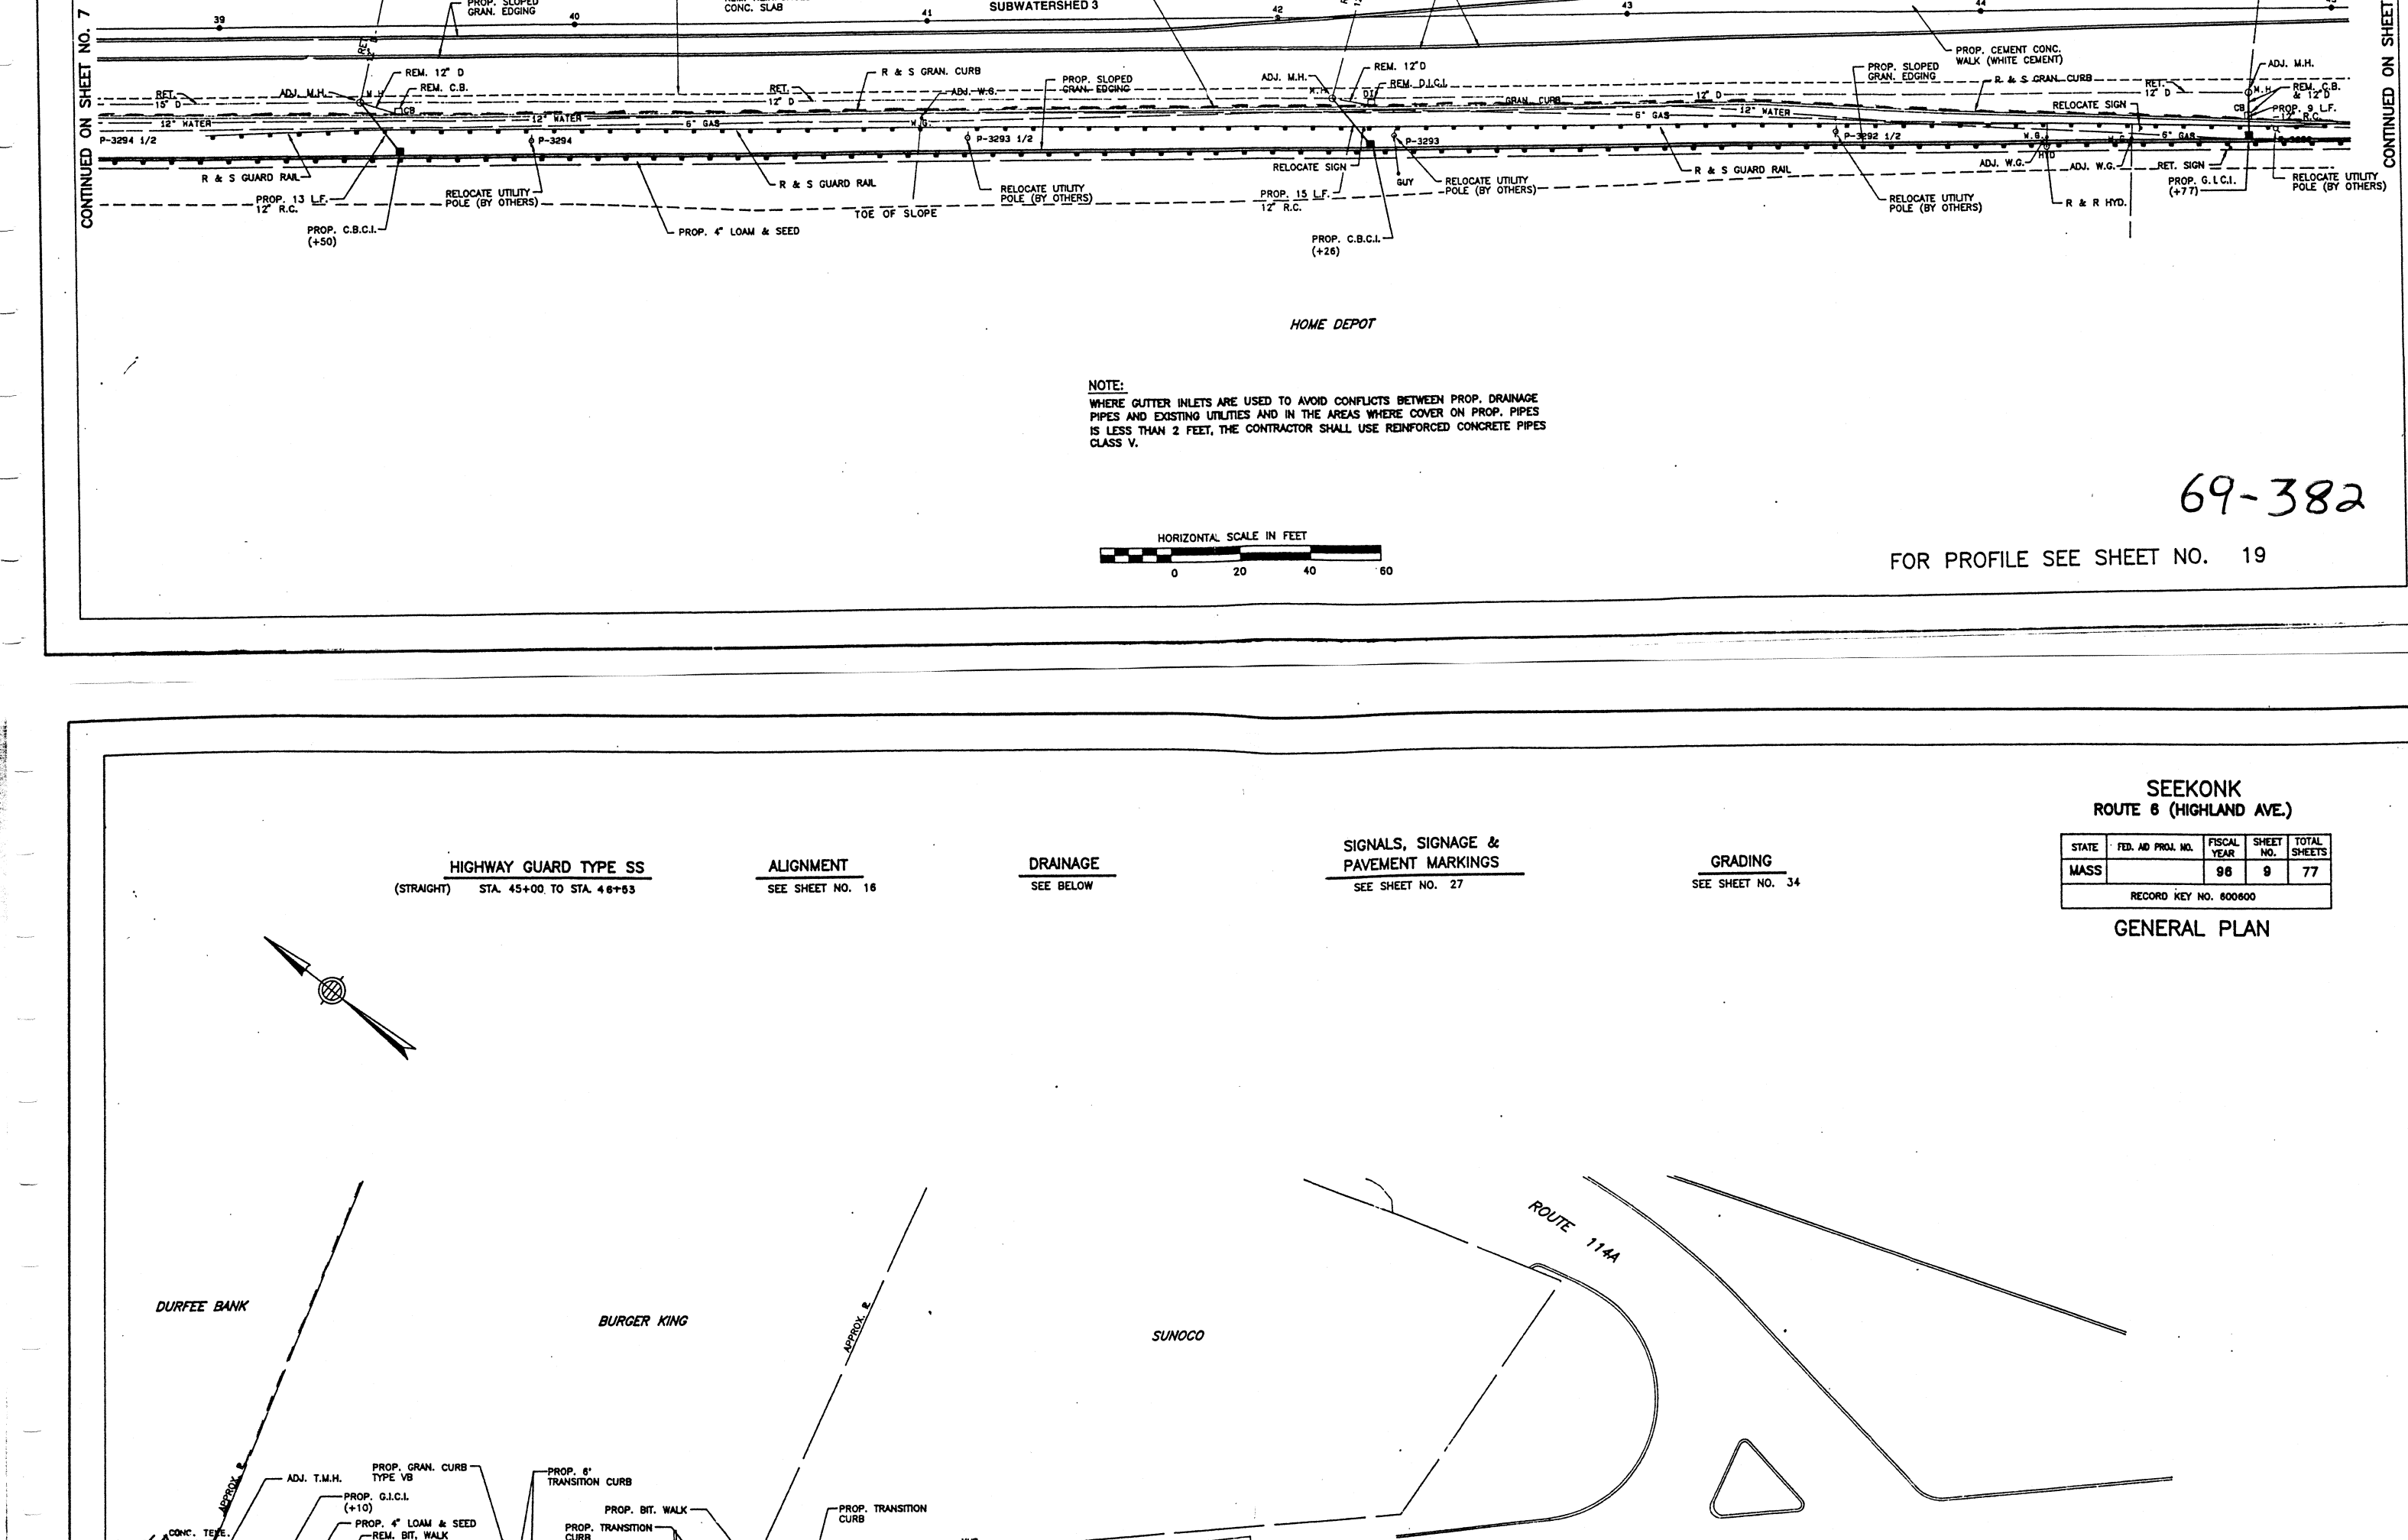 CONTINUED ON SHEET NO. 7
CONTINUED ON SHEET
39
40
41
42
43
44
PROP. SLOPED
GRAN. EDGING
CONC. SLAB
SUBWATERSHED 3
PROP. CEMENT CONC.
WALK (WHITE CEMENT)
RET.
12" D
REM. 12" D
REM. C.B.
R & S GRAN. CURB
PROP. SLOPED
GRAN. EDGING
ADJ. M.H.
REM. 12"D
REM. D.I.C.I.
PROP. SLOPED
GRAN. EDGING
R & S GRAN. CURB
ADJ. M.H.
REM. C.B.
& 12"D
RET.
15" D
ADJ. M.H.
M.H.
CB
RET.
12" D
ADJ. W.G.
M.H.
DI
GRAN. CURB
12" D
RET.
12" D
M.H.
RELOCATE SIGN
CB
PROP. 9 L.F.
12" R.C.
12" WATER
12" WATER
6" GAS
W.G.
6" GAS
12" WATER
W.G.
6" GAS
P-3294 1/2
P-3294
P-3293 1/2
P-3293
P-3292 1/2
HYD
R & S GUARD RAIL
R & S GUARD RAIL
RELOCATE SIGN
R & S GUARD RAIL
ADJ. W.G.
ADJ. W.G.
RET. SIGN
PROP. 13 L.F.
12" R.C.
RELOCATE UTILITY
POLE (BY OTHERS)
RELOCATE UTILITY
POLE (BY OTHERS)
PROP. 15 L.F.
12" R.C.
GUY
RELOCATE UTILITY
POLE (BY OTHERS)
RELOCATE UTILITY
POLE (BY OTHERS)
R & R HYD.
PROP. G.I.C.I.
(+77)
RELOCATE UTILITY
POLE (BY OTHERS)
TOE OF SLOPE
PROP. C.B.C.I.
(+50)
PROP. 4" LOAM & SEED
PROP. C.B.C.I.
(+26)
HOME DEPOT
NOTE:
WHERE GUTTER INLETS ARE USED TO AVOID CONFLICTS BETWEEN PROP. DRAINAGE
PIPES AND EXISTING UTILITIES AND IN THE AREAS WHERE COVER ON PROP. PIPES
IS LESS THAN 2 FEET, THE CONTRACTOR SHALL USE REINFORCED CONCRETE PIPES
CLASS V.
69-382
HORIZONTAL SCALE IN FEET
0 20 40 60
FOR PROFILE SEE SHEET NO. 19
SEEKONK
ROUTE 6 (HIGHLAND AVE.)
STATE FED. AID PROJ. NO. FISCAL YEAR SHEET NO. TOTAL SHEETS
MASS 96 9 77
RECORD KEY NO. 600600
GENERAL PLAN
HIGHWAY GUARD TYPE SS
(STRAIGHT) STA. 45+00 TO STA. 46+63
ALIGNMENT
SEE SHEET NO. 16
DRAINAGE
SEE BELOW
SIGNALS, SIGNAGE &
PAVEMENT MARKINGS
SEE SHEET NO. 27
GRADING
SEE SHEET NO. 34
ROUTE 114A
DURFEE BANK
BURGER KING
SUNOCO
APPROX.
APPROX.
ADJ. T.M.H.
PROP. GRAN. CURB
TYPE VB
PROP. 6'
TRANSITION CURB
PROP. G.I.C.I.
(+10)
PROP. BIT. WALK
PROP. TRANSITION
CURB
PROP. 4" LOAM & SEED
REM. BIT. WALK
PROP. TRANSITION
CURB
CONC. TELE.